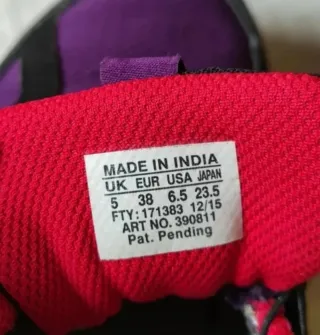 MADE IN INDIA
UK EUR USA JAPAN
5 38 6.5 23.5
FTY: 171383 12/15
ART NO. 390811
Pat. Pending